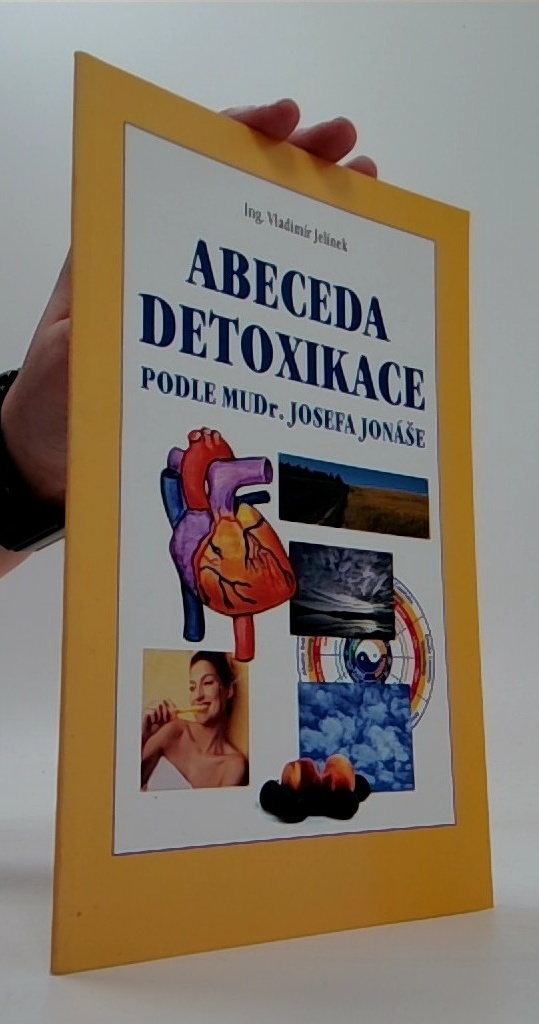 Ing. Vladimír Jelínek
ABECEDA
DETOXIKACE
PODLE MUDr. JOSEFA JONÁŠE